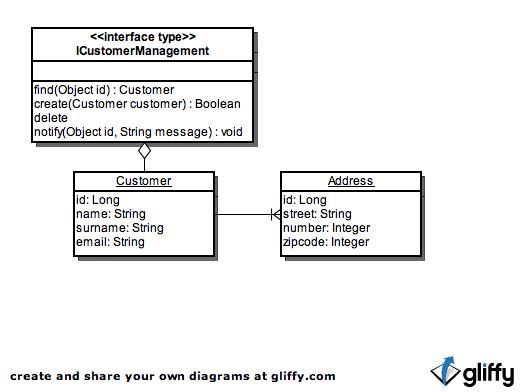 <<interface type>>
ICustomerManagement
find(Object id) : Customer
create(Customer customer) : Boolean
delete
notify(Object id, String message) : void
Customer
id: Long
name: String
surname: String
email: String
Address
id: Long
street: String
number: Integer
zipcode: Integer
create and share your own diagrams at gliffy.com
gliffy